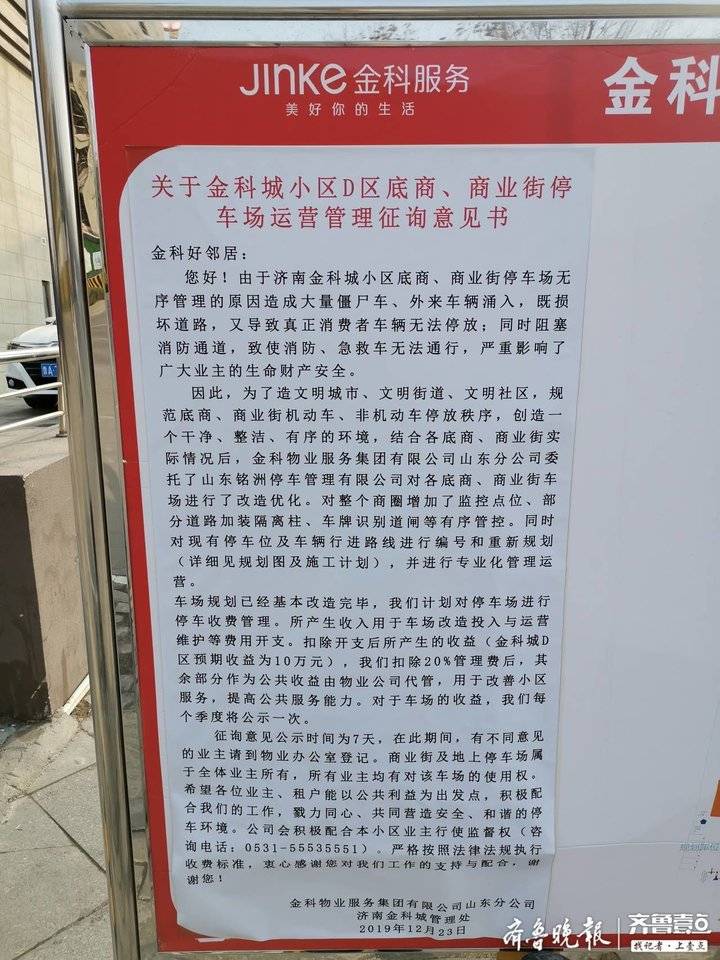 JINKE 金科服务
美好你的生活
金科
关于金科城小区D区底商、商业街停
车场运营管理征询意见书
金科好邻居：
您好！由于济南金科城小区底商、商业街停车场无
序管理的原因造成大量僵尸车、外来车辆涌入，既损
坏道路，又导致真正消费者车辆无法停放；同时阻塞
消防通道，致使消防、急救车无法通行，严重影响了
广大业主的生命财产安全。
因此，为了造文明城市、文明街道、文明社区，规
范底商、商业街机动车、非机动车停放秩序，创造一
个干净、整洁、有序的环境，结合各底商、商业街实
际情况后，金科物业服务集团有限公司山东分公司委
托了山东铭洲停车管理有限公司对各底商、商业街车
场进行了改造优化。对整个商圈增加了监控点位、部
分道路加装隔离柱、车牌识别道闸等有序管控。同时
对现有停车位及车辆行进路线进行编号和重新规划
（详细见规划图及施工计划），并进行专业化管理运
营。
车场规划已经基本改造完毕，我们计划对停车场进行
停车收费管理。所产生收入用于车场改造投入与运营
维护等费用开支。扣除开支后所产生的收益（金科城D
区预期收益为10万元），我们扣除20%管理费后，其
余部分作为公共收益由物业公司代管，用于改善小区
服务，提高公共服务能力。对于车场的收益，我们每
个季度将公示一次。
征询意见公示时间为7天，在此期间，有不同意见
的业主请到物业办公室登记。商业街及地上停车场属
于全体业主所有，所有业主均有对该车场的使用权。
希望各位业主、租户能以公共利益为出发点，积极配
合我们的工作，戮力同心、共同营造安全、和谐的停
车环境。公司会积极配合本小区业主行使监督权（咨
询电话：0531-55535551）。严格按照法律法规执行
收费标准，衷心感谢您对我们工作的支持与配合，谢
谢您！
金科物业服务集团有限公司山东分公司
济南金科城管理处
2019年12月23日
齐鲁晚报
齐鲁壹点
找记者·上壹点